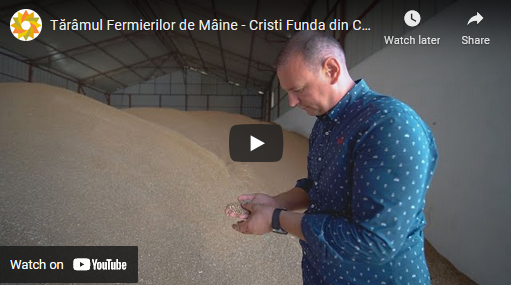 Tărâmul Fermierilor de Mâine - Cristi Funda din C...
Watch later
Share
Watch on YouTube